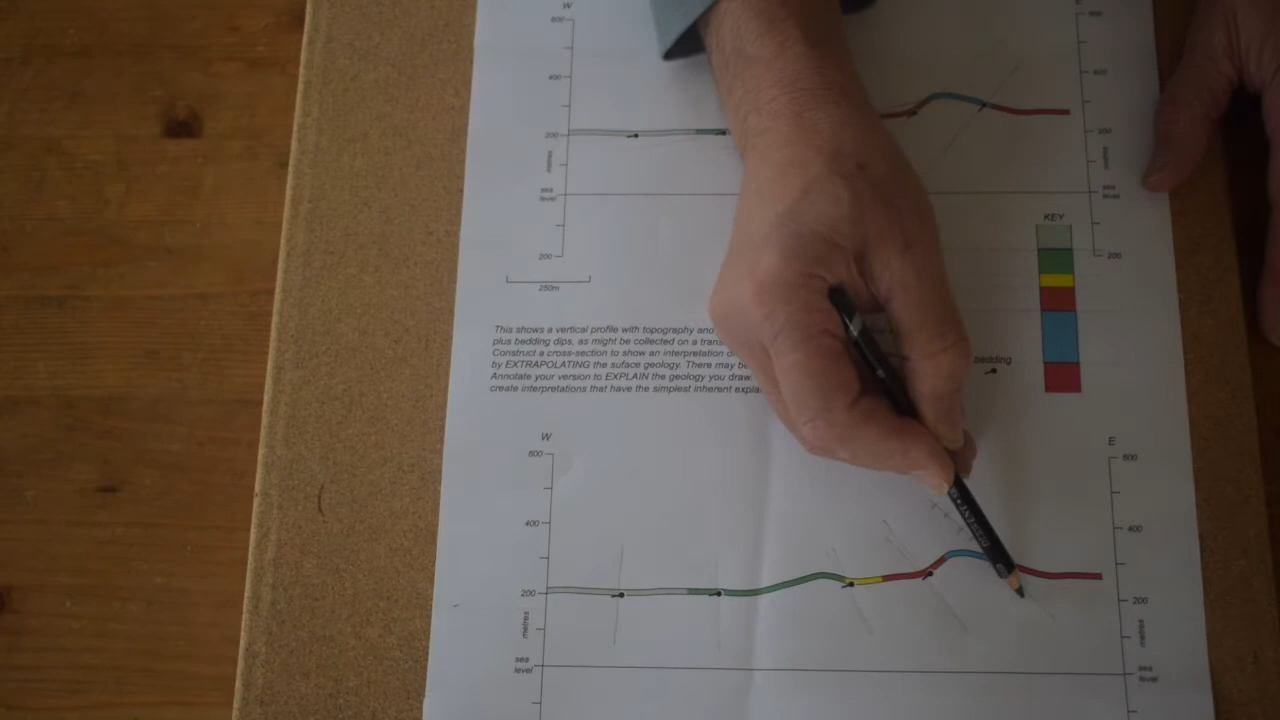 W
E
600
600
400
400
200
200
metres
metres
sea
level
sea
level
200
200
250m
KEY
This shows a vertical profile with topography and
plus bedding dips, as might be collected on a
Construct a cross-section to show an interpretation
by EXTRAPOLATING the suface geology. There may be
Annotate your version to EXPLAIN the geology you draw
create interpretations that have the simplest inherent
bedding
W
E
600
600
400
400
200
200
metres
metres
sea
level
sea
level